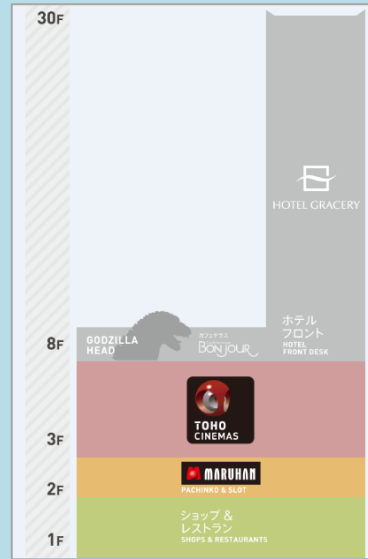 30F
HOTEL GRACERY
8F
GODZILLA
HEAD
カフェテラス
BONJOUR
ホテル
フロント
HOTEL
FRONT DESK
3F
TOHO
CINEMAS
2F
MARUHAN
PACHINKO & SLOT
1F
ショップ &
レストラン
SHOPS & RESTAURANTS